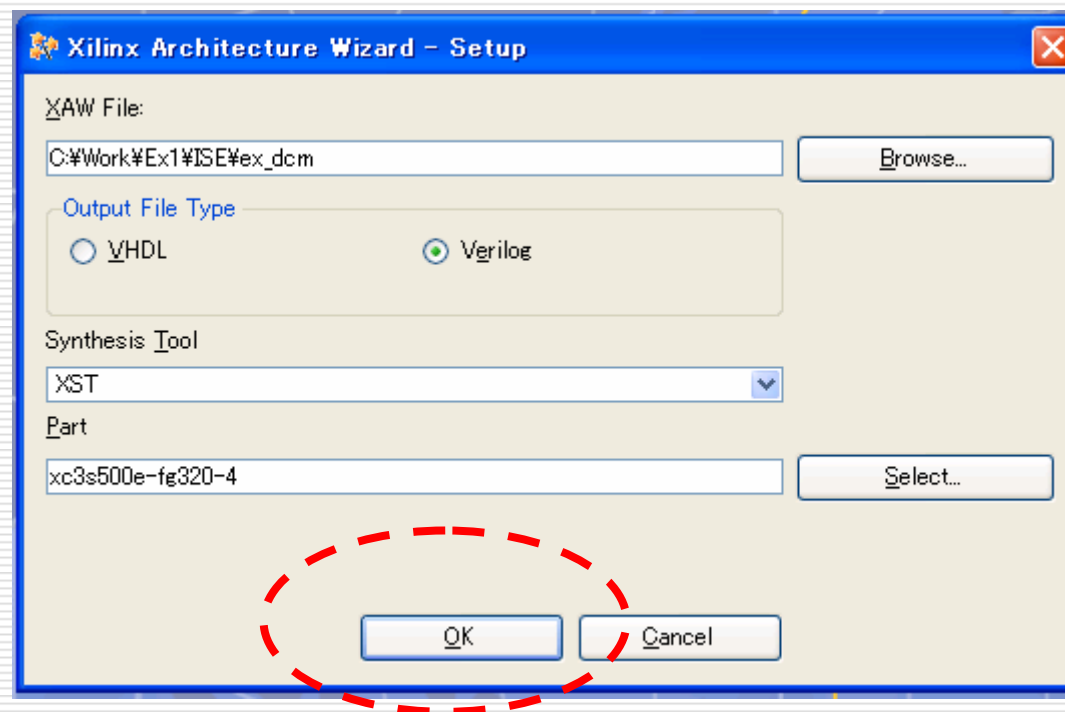 Xilinx Architecture Wizard - Setup
XAW File:
C:¥Work¥Ex1¥ISE¥ex_dcm
Browse...
Output File Type
VHDL
Verilog
Synthesis Tool
XST
Part
xc3s500e-fg320-4
Select...
OK
Cancel